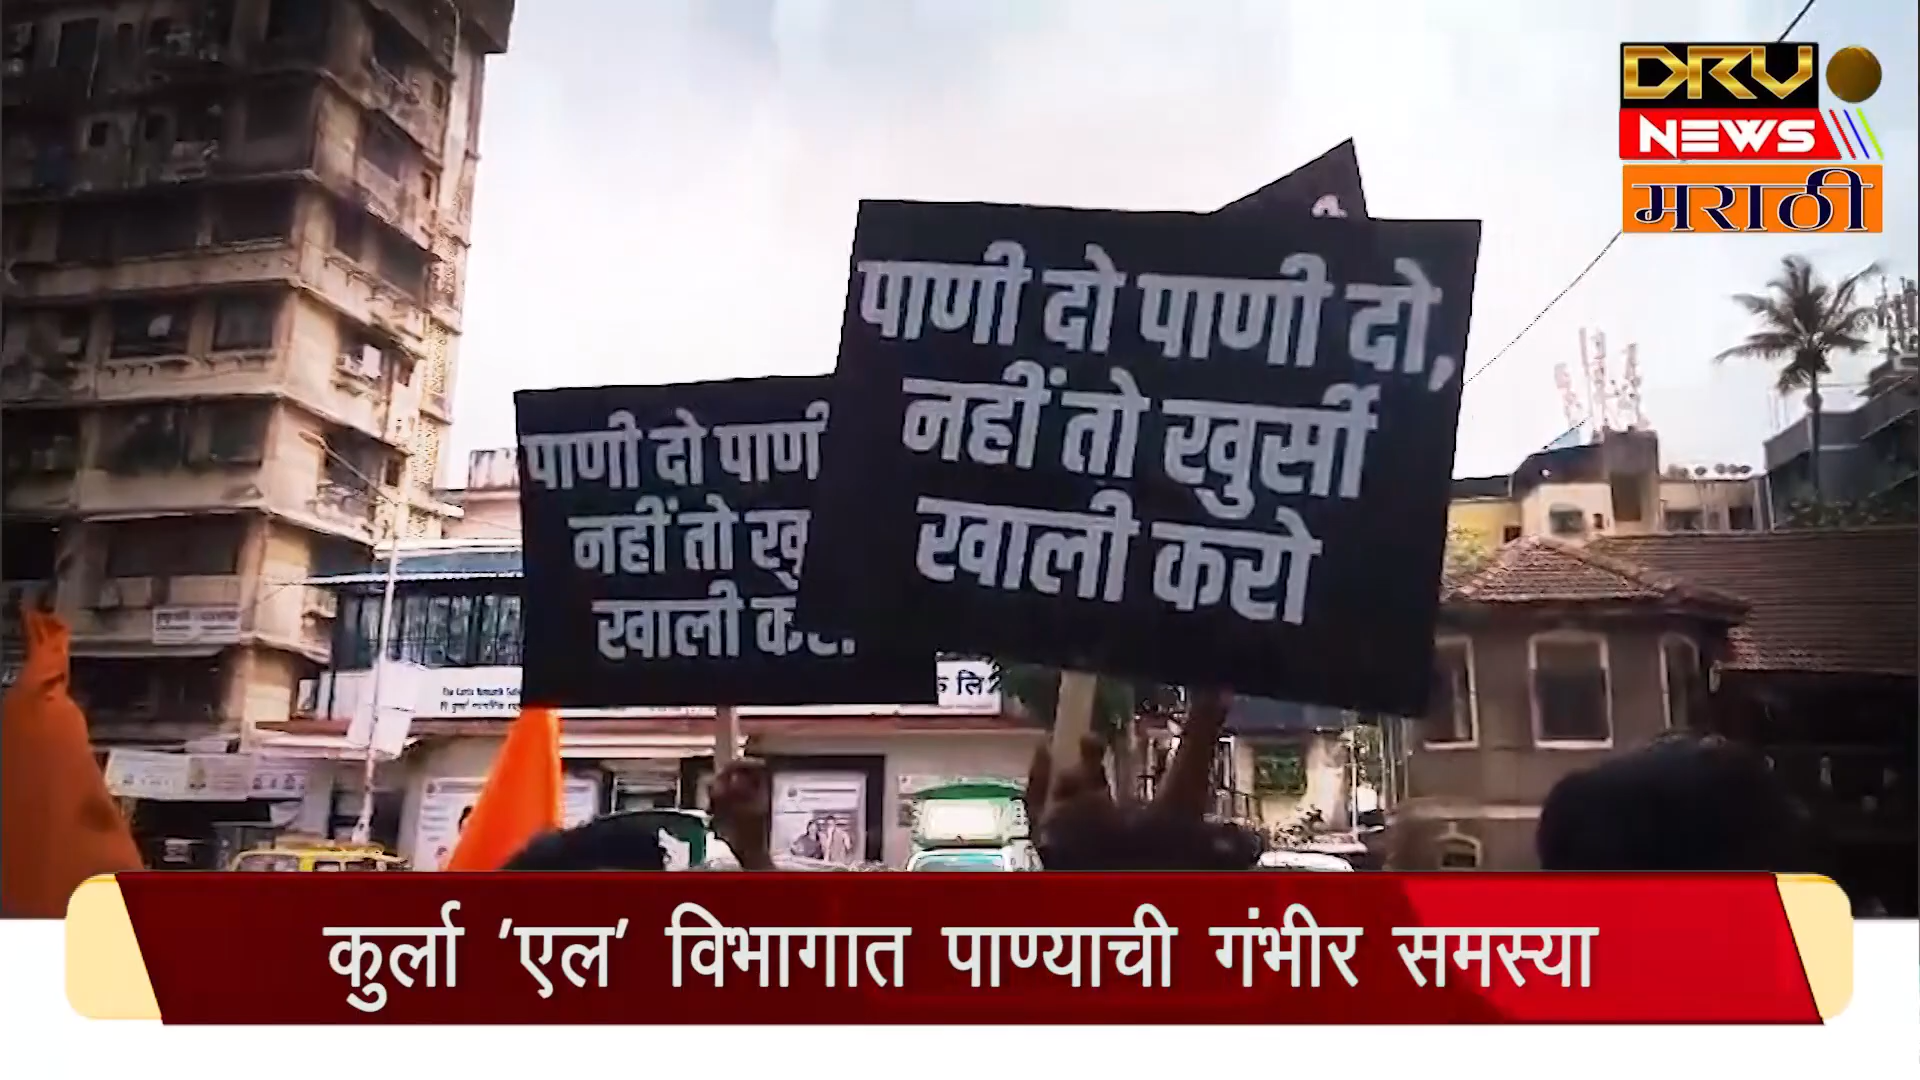 DRV
NEWS
मराठी
पाणी दो पाणी दो,
नहीं तो खुर्सी
खाली करो
पाणी दो
नहीं तो
खाली
कुर्ला 'एल' विभागात पाण्याची गंभीर समस्या